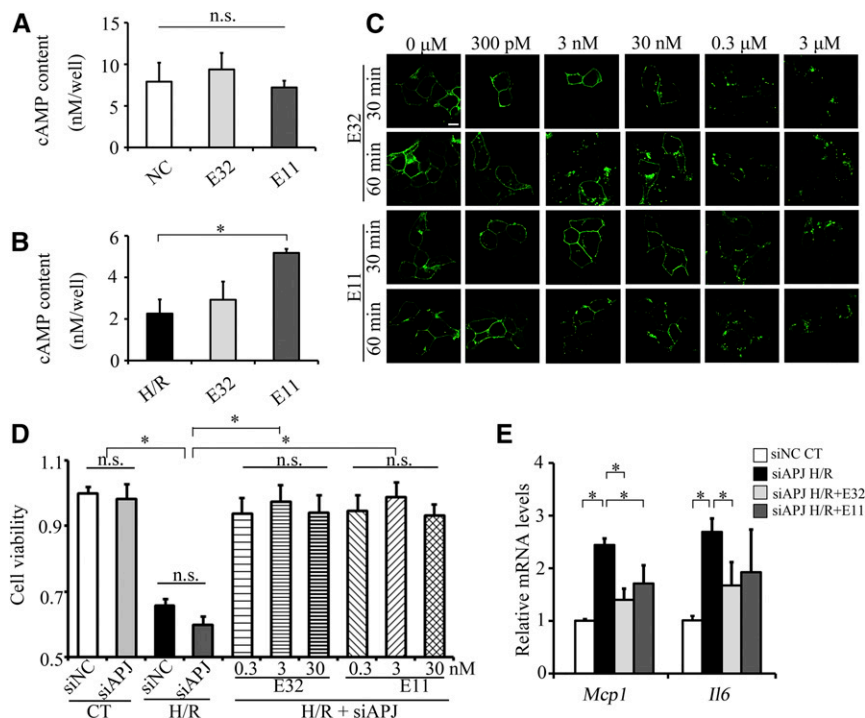 A
n.s.
cAMP content
(nM/well)
15
10
5
0
NC
E32
E11
B
*
cAMP content
(nM/well)
6
4
2
0
H/R
E32
E11
C
0 μM
300 pM
3 nM
30 nM
0.3 μM
3 μM
E32
30 min
60 min
E11
30 min
60 min
D
*
*
*
n.s.
n.s.
n.s.
n.s.
Cell viability
1.1
0.9
0.7
0.5
siNC
siAPJ
siNC
siAPJ
0.3
3
30
0.3
3
30
nM
E32
E11
CT
H/R
H/R + siAPJ
E
siNC CT
siAPJ H/R
siAPJ H/R+E32
siAPJ H/R+E11
*
*
*
*
*
Relative mRNA levels
4
3
2
1
0
Mcp1
Il6